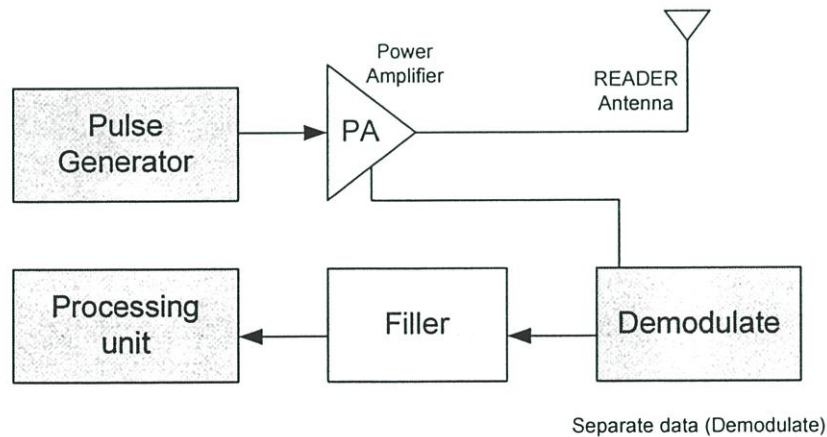 Power
Amplifier
READER
Antenna
Pulse
Generator
PA
Processing
unit
Filler
Demodulate
Separate data (Demodulate)